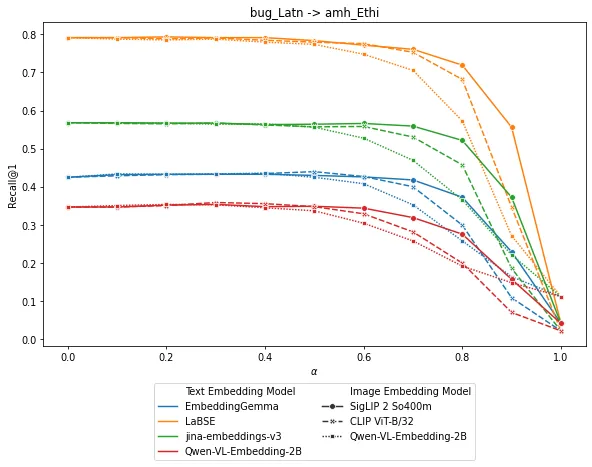 bug_Latn -> amh_Ethi
0.8
0.7
0.6
0.5
0.4
0.3
0.2
0.1
0.0
Recall@1
0.0 0.2 0.4 0.6 0.8 1.0
α
Text Embedding Model Image Embedding Model
EmbeddingGemma SigLIP 2 So400m
LaBSE CLIP ViT-B/32
jina-embeddings-v3 Qwen-VL-Embedding-2B
Qwen-VL-Embedding-2B